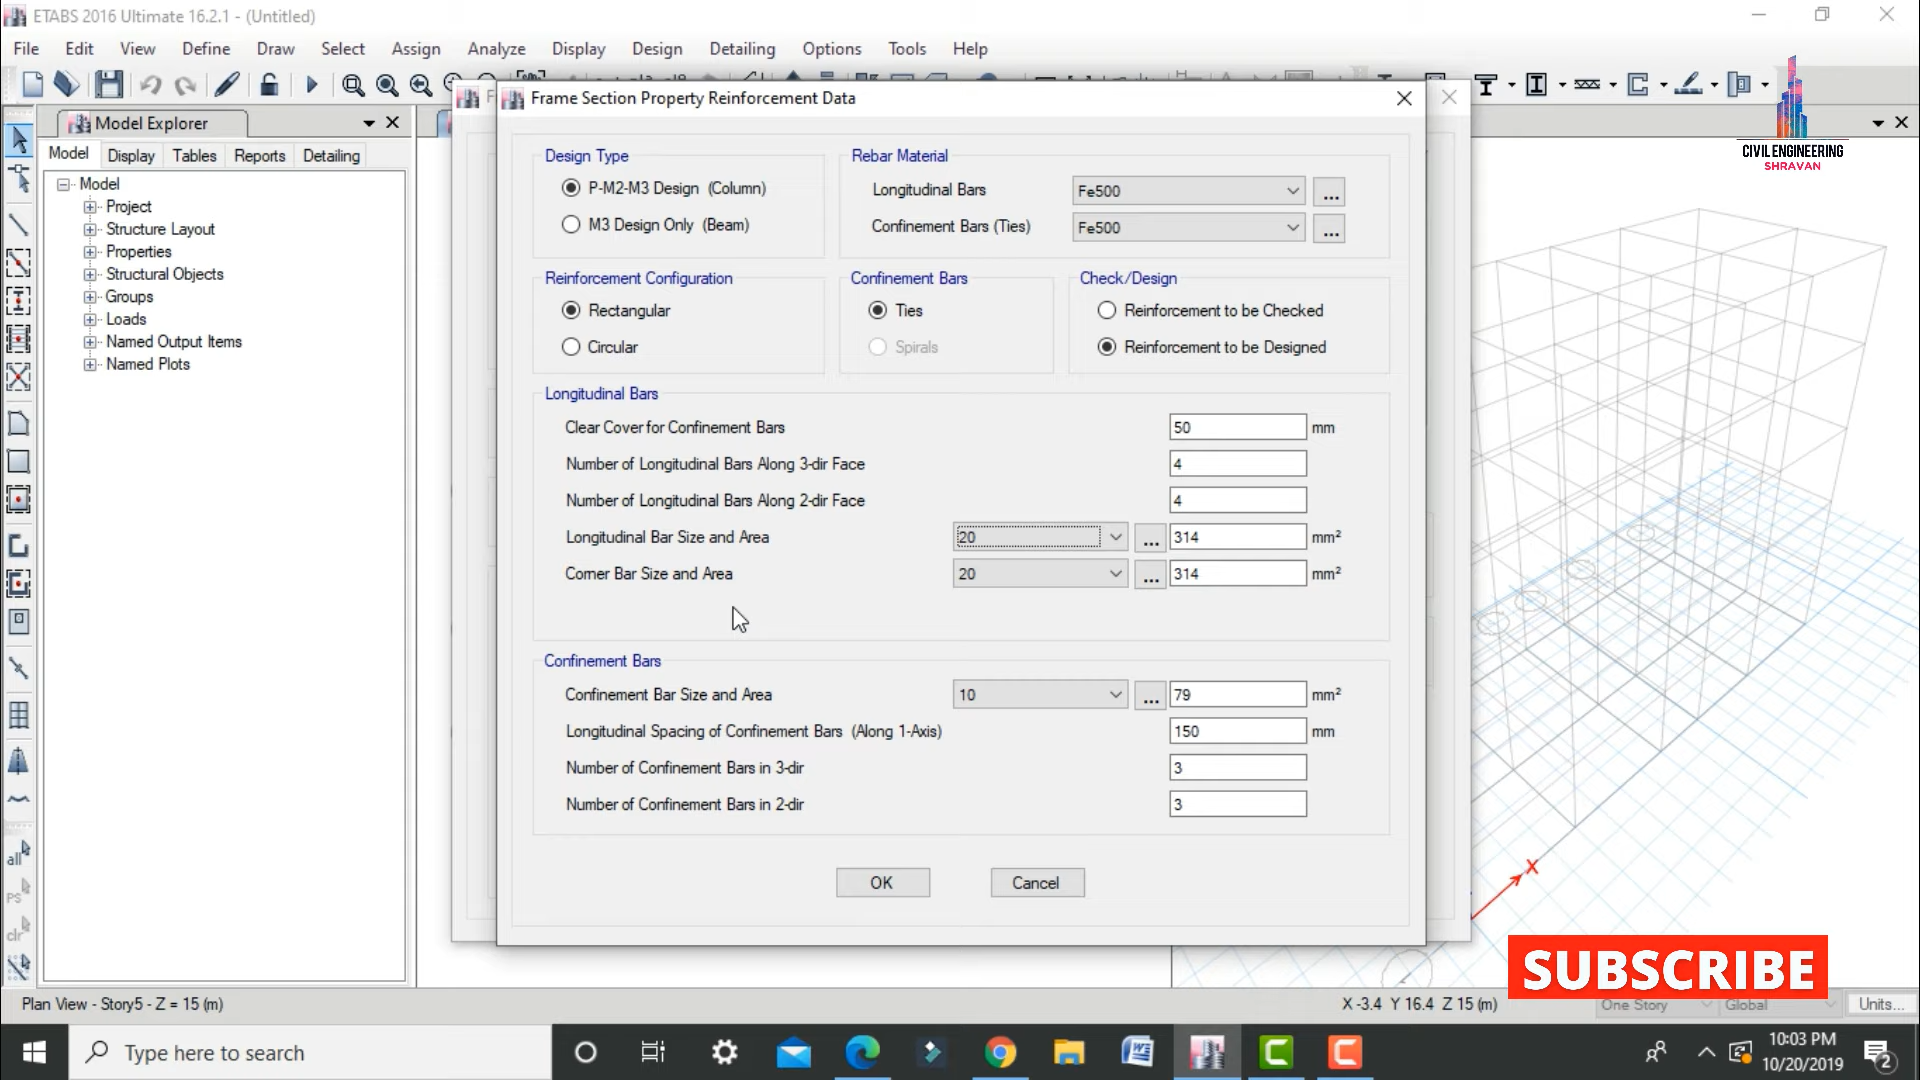 ETABS 2016 Ultimate 16.2.1 - (Untitled)
File Edit View Define Draw Select Assign Analyze Display Design Detailing Options Tools Help
Model Explorer
Model Display Tables Reports Detailing
Model
Project
Structure Layout
Properties
Structural Objects
Groups
Loads
Named Output Items
Named Plots
all
PS
clr
F
Frame Section Property Reinforcement Data
Design Type
P-M2-M3 Design (Column)
M3 Design Only (Beam)
Rebar Material
Longitudinal Bars Fe500 ...
Confinement Bars (Ties) Fe500 ...
Reinforcement Configuration
Rectangular
Circular
Confinement Bars
Ties
Spirals
Check/Design
Reinforcement to be Checked
Reinforcement to be Designed
Longitudinal Bars
Clear Cover for Confinement Bars 50 mm
Number of Longitudinal Bars Along 3-dir Face 4
Number of Longitudinal Bars Along 2-dir Face 4
Longitudinal Bar Size and Area 20 ... 314 mm²
Corner Bar Size and Area 20 ... 314 mm²
Confinement Bars
Confinement Bar Size and Area 10 ... 79 mm²
Longitudinal Spacing of Confinement Bars (Along 1-Axis) 150 mm
Number of Confinement Bars in 3-dir 3
Number of Confinement Bars in 2-dir 3
OK Cancel
CIVIL ENGINEERING
SHRAVAN
X
SUBSCRIBE
Plan View - Story5 - Z = 15 (m) X -3.4 Y 16.4 Z 15 (m) One Story Global Units...
Type here to search
10:03 PM
10/20/2019
2